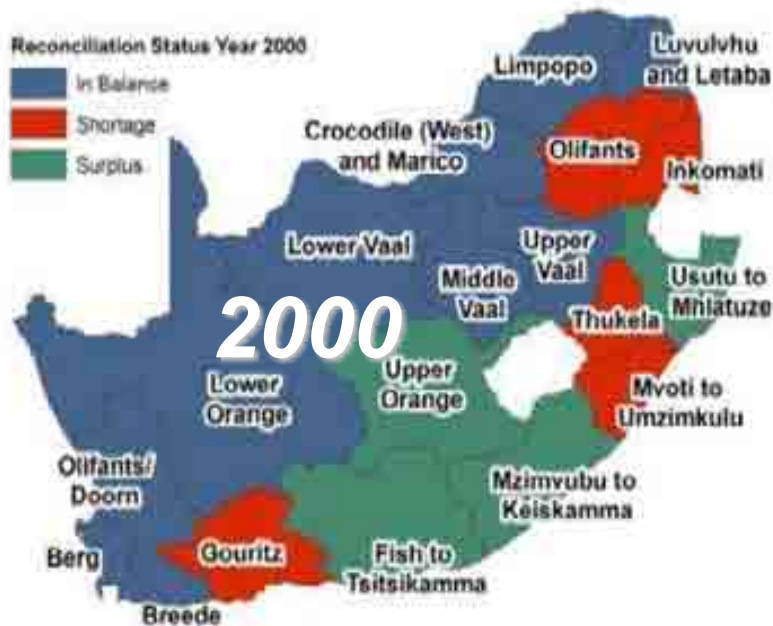 Reconciliation Status Year 2000
In Balance
Shortage
Surplus
Limpopo
Luvulvhu
and Letaba
Crocodile (West)
and Marico
Olifants
Inkomati
Lower Vaal
Upper
Vaal
Middle
Vaal
Usutu to
Mhlatuze
2000
Thukela
Upper
Orange
Lower
Orange
Mvoti to
Umzimkulu
Olifants/
Doorn
Mzimvubu to
Keiskamma
Berg
Gouritz
Fish to
Tsitsikamma
Breede